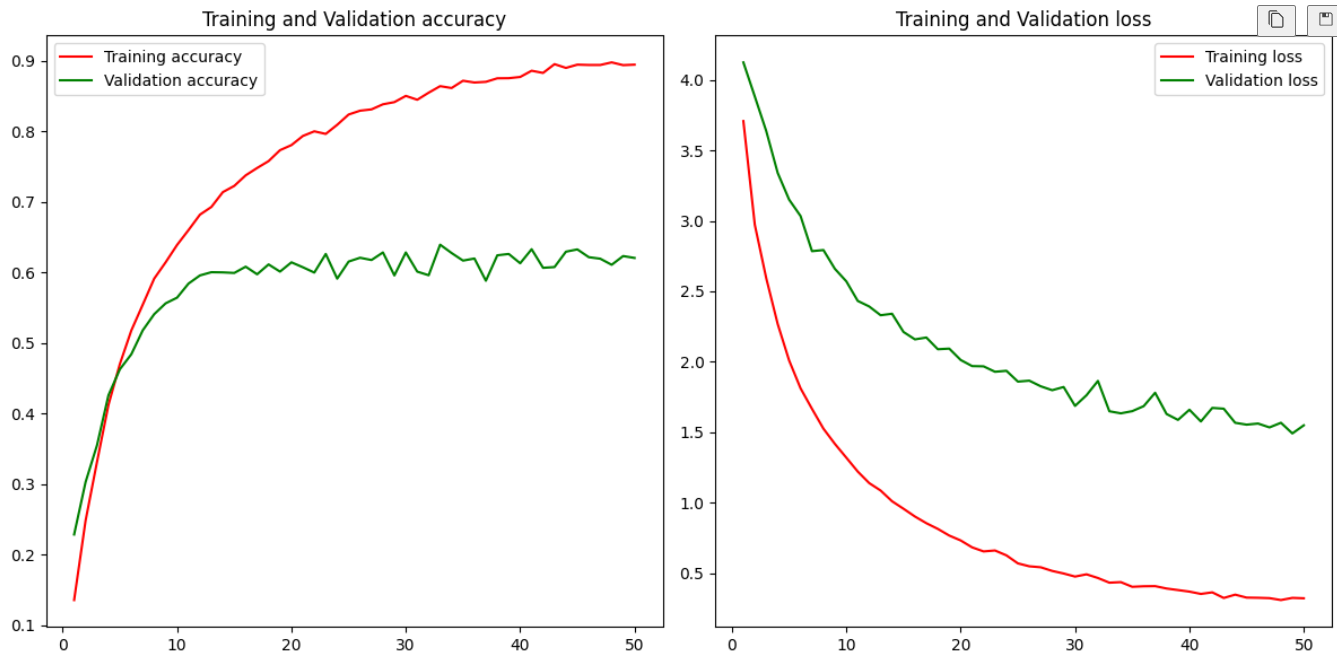 Training and Validation accuracy
Training accuracy
Validation accuracy
0.9
0.8
0.7
0.6
0.5
0.4
0.3
0.2
0.1
0 10 20 30 40 50
Training and Validation loss
Training loss
Validation loss
4.0
3.5
3.0
2.5
2.0
1.5
1.0
0.5
0 10 20 30 40 50